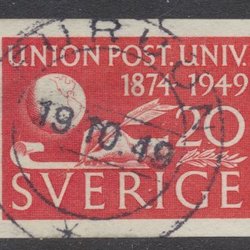 UNION POST. UNIV.
1874 1949
19.10.49
20
SVERIGE